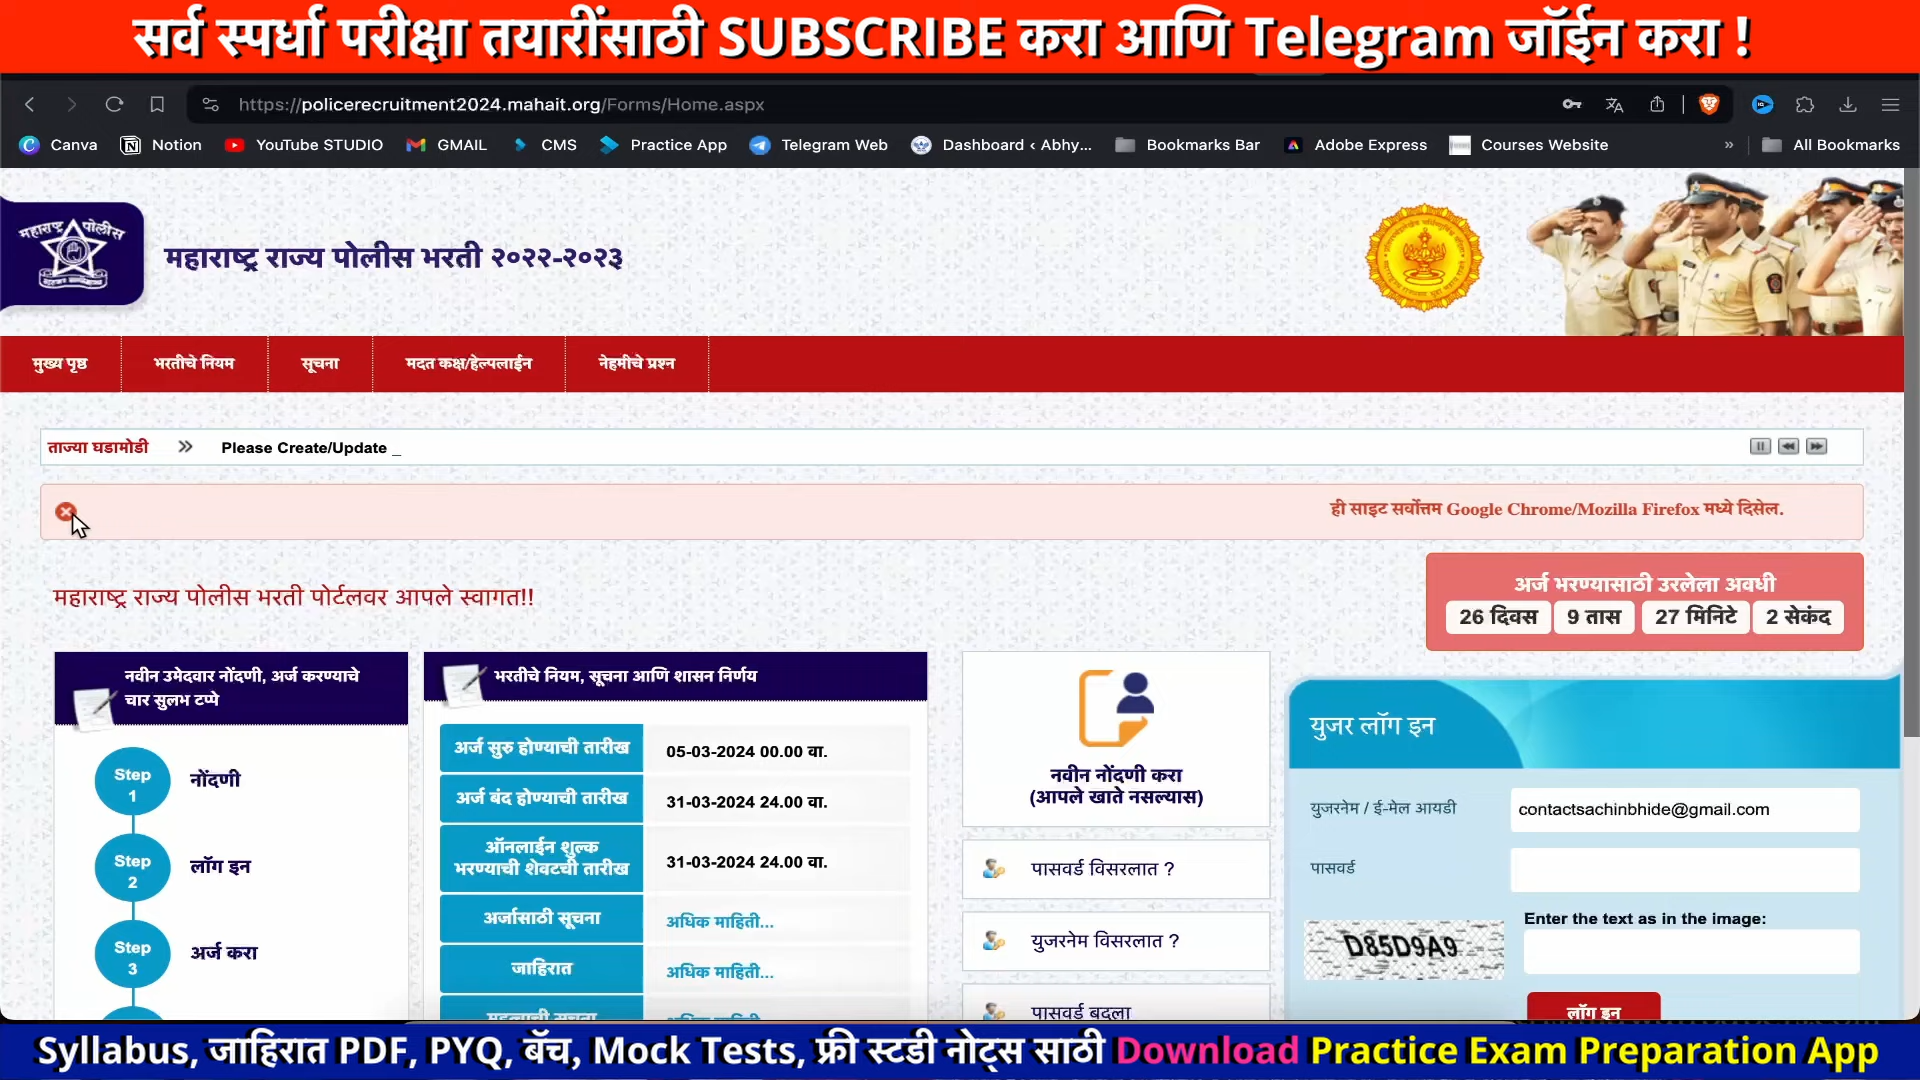 सर्व स्पर्धा परीक्षा तयारींसाठी SUBSCRIBE करा आणि Telegram जॉईन करा !
https://policerecruitment2024.mahait.org/Forms/Home.aspx
Canva Notion YouTube STUDIO GMAIL CMS Practice App Telegram Web Dashboard ‹ Abhy... Bookmarks Bar Adobe Express Courses Website » All Bookmarks
महाराष्ट्र पोलीस
महाराष्ट्र राज्य पोलीस भरती २०२२-२०२३
मुख्य पृष्ठ भरतीचे नियम सूचना मदत कक्ष/हेल्पलाईन नेहमीचे प्रश्न
ताज्या घडामोडी Please Create/Update _
ही साइट सर्वोत्तम Google Chrome/Mozilla Firefox मध्ये दिसेल.
महाराष्ट्र राज्य पोलीस भरती पोर्टलवर आपले स्वागत!!
अर्ज भरण्यासाठी उरलेला अवधी
26 दिवस 9 तास 27 मिनिटे 2 सेकंद
नवीन उमेदवार नोंदणी, अर्ज करण्याचे
चार सुलभ टप्पे
Step 1 नोंदणी
Step 2 लॉग इन
Step 3 अर्ज करा
भरतीचे नियम, सूचना आणि शासन निर्णय
अर्ज सुरु होण्याची तारीख 05-03-2024 00.00 वा.
अर्ज बंद होण्याची तारीख 31-03-2024 24.00 वा.
ऑनलाईन शुल्क
भरण्याची शेवटची तारीख 31-03-2024 24.00 वा.
अर्जासाठी सूचना अधिक माहिती...
जाहिरात अधिक माहिती...
नवीन नोंदणी करा
(आपले खाते नसल्यास)
पासवर्ड विसरलात ?
युजरनेम विसरलात ?
पासवर्ड बदला
युजर लॉग इन
युजरनेम / ई-मेल आयडी contactsachinbhide@gmail.com
पासवर्ड
Enter the text as in the image:
D85D9A9
लॉग इन
Syllabus, जाहिरात PDF, PYQ, बॅच, Mock Tests, फ्री स्टडी नोट्स साठी Download Practice Exam Preparation App